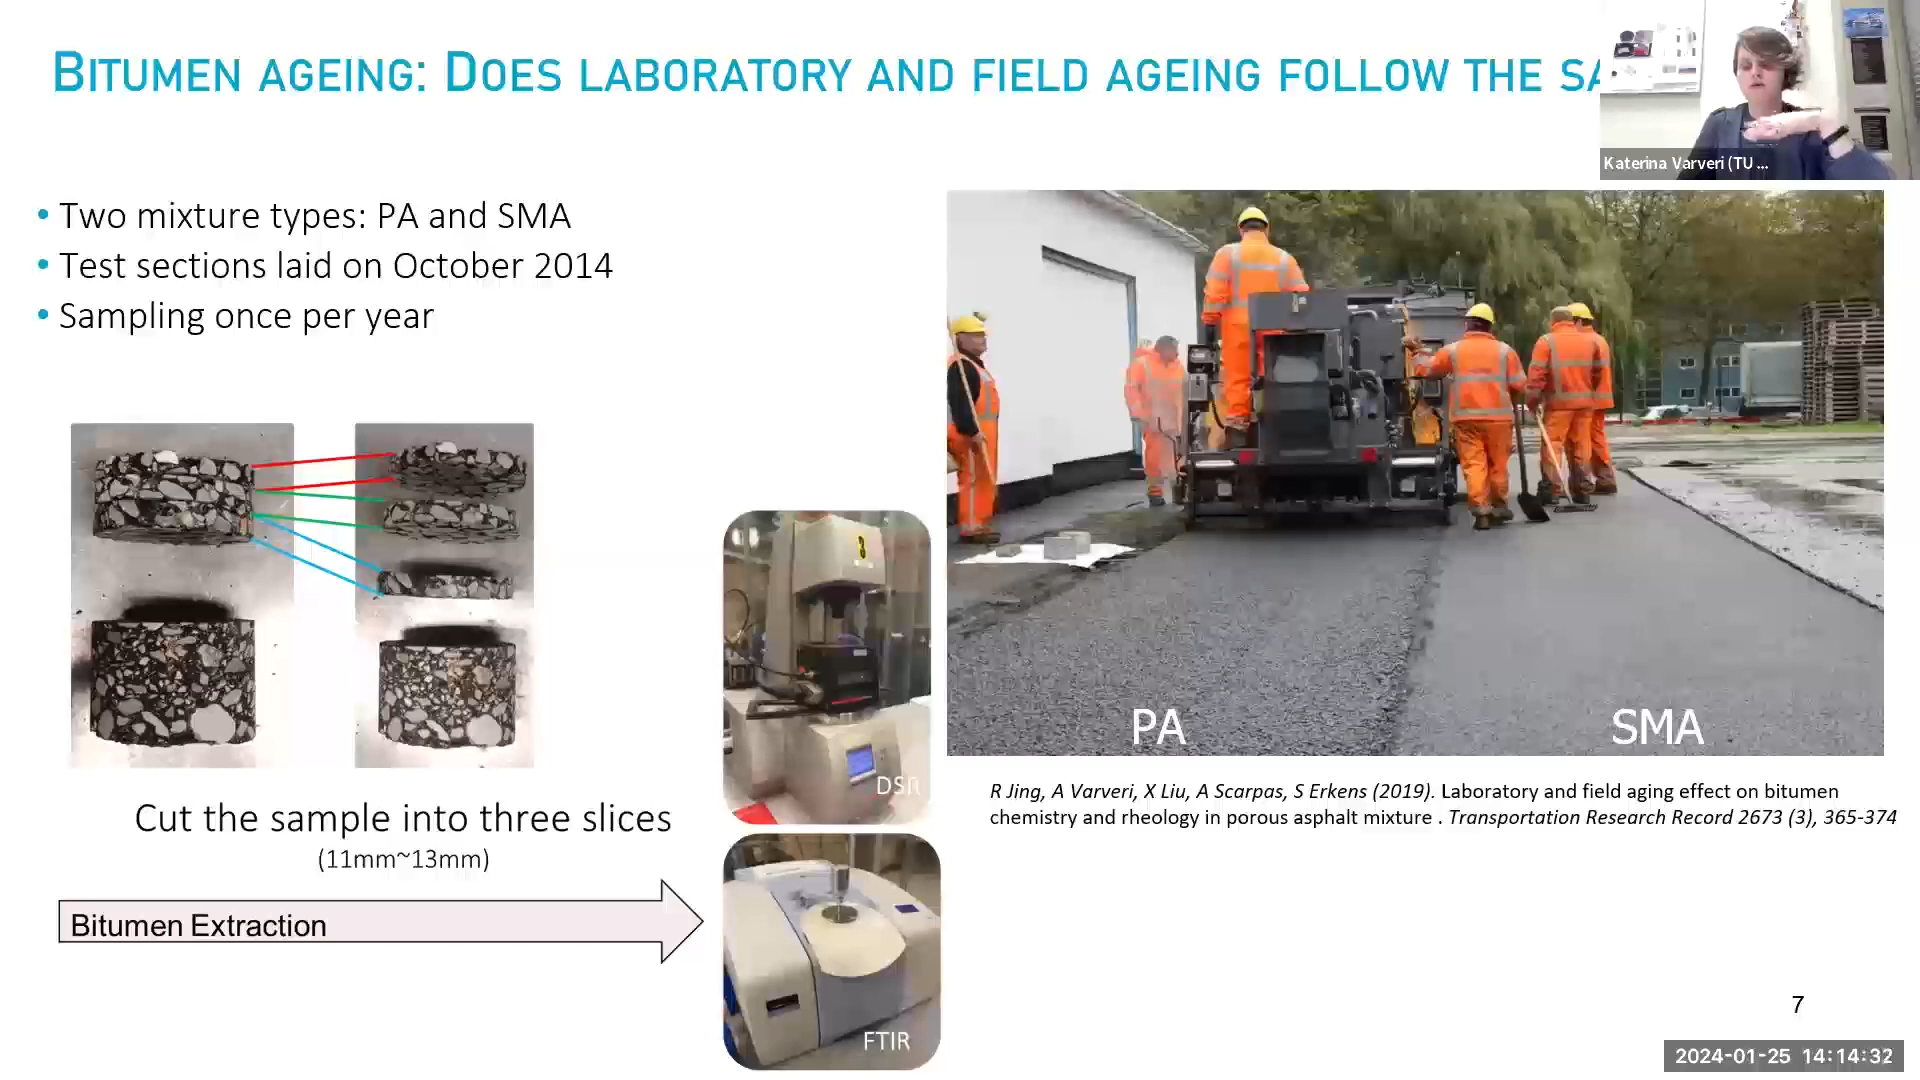 BITUMEN AGEING: DOES LABORATORY AND FIELD AGEING FOLLOW THE SA
Katerina Varveri (TU ...
• Two mixture types: PA and SMA
• Test sections laid on October 2014
• Sampling once per year
3
DSR
PA
SMA
R Jing, A Varveri, X Liu, A Scarpas, S Erkens (2019). Laboratory and field aging effect on bitumen
chemistry and rheology in porous asphalt mixture . Transportation Research Record 2673 (3), 365-374
Cut the sample into three slices
(11mm~13mm)
Bitumen Extraction
FTIR
7
2024-01-25 14:14:32